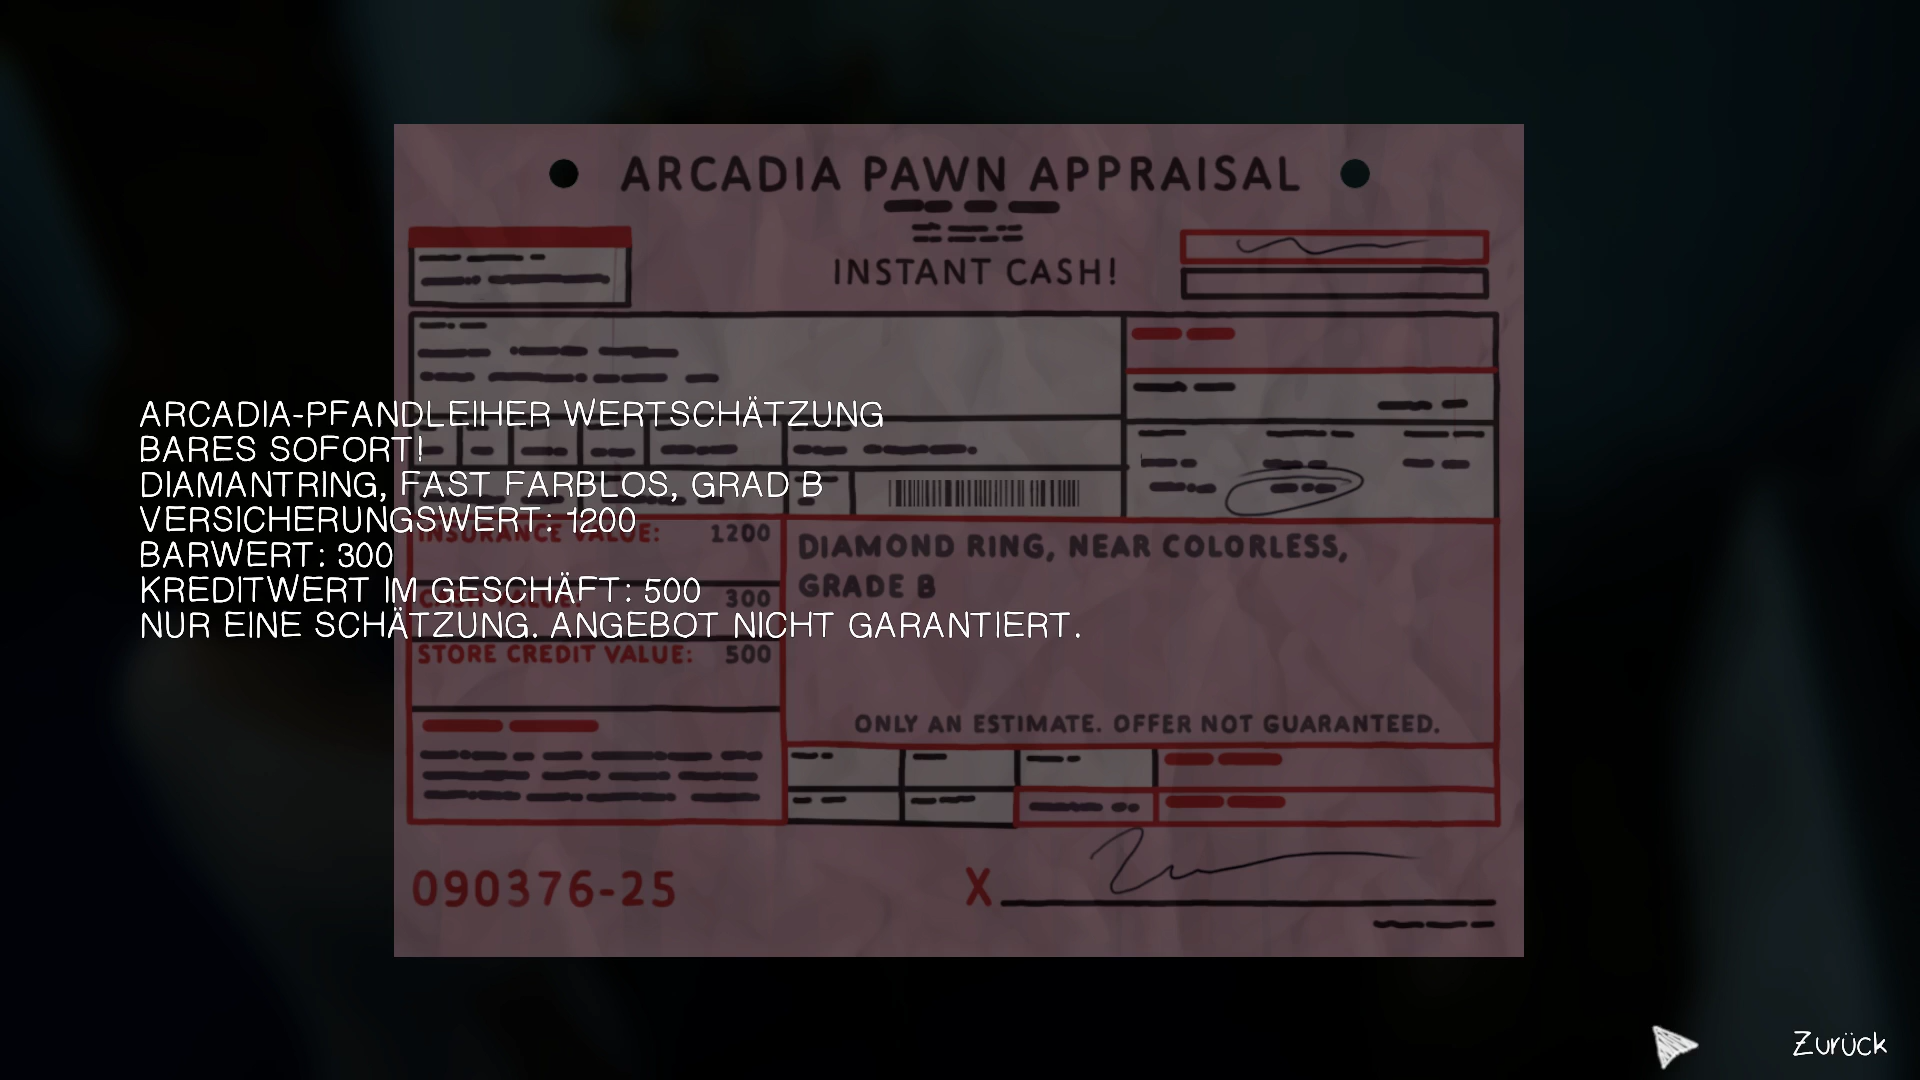 ARCADIA PAWN APPRAISAL
INSTANT CASH!
ARCADIA-PFANDLEIHER WERTSCHÄTZUNG
BARES SOFORT!
DIAMANTRING, FAST FARBLOS, GRAD B
VERSICHERUNGSWERT: 1200
BARWERT: 300
KREDITWERT IM GESCHÄFT: 500
NUR EINE SCHÄTZUNG. ANGEBOT NICHT GARANTIERT.
INSURANCE VALUE: 1200
CASH VALUE: 300
STORE CREDIT VALUE: 500
DIAMOND RING, NEAR COLORLESS,
GRADE B
ONLY AN ESTIMATE. OFFER NOT GUARANTEED.
090376-25
X
Zurück